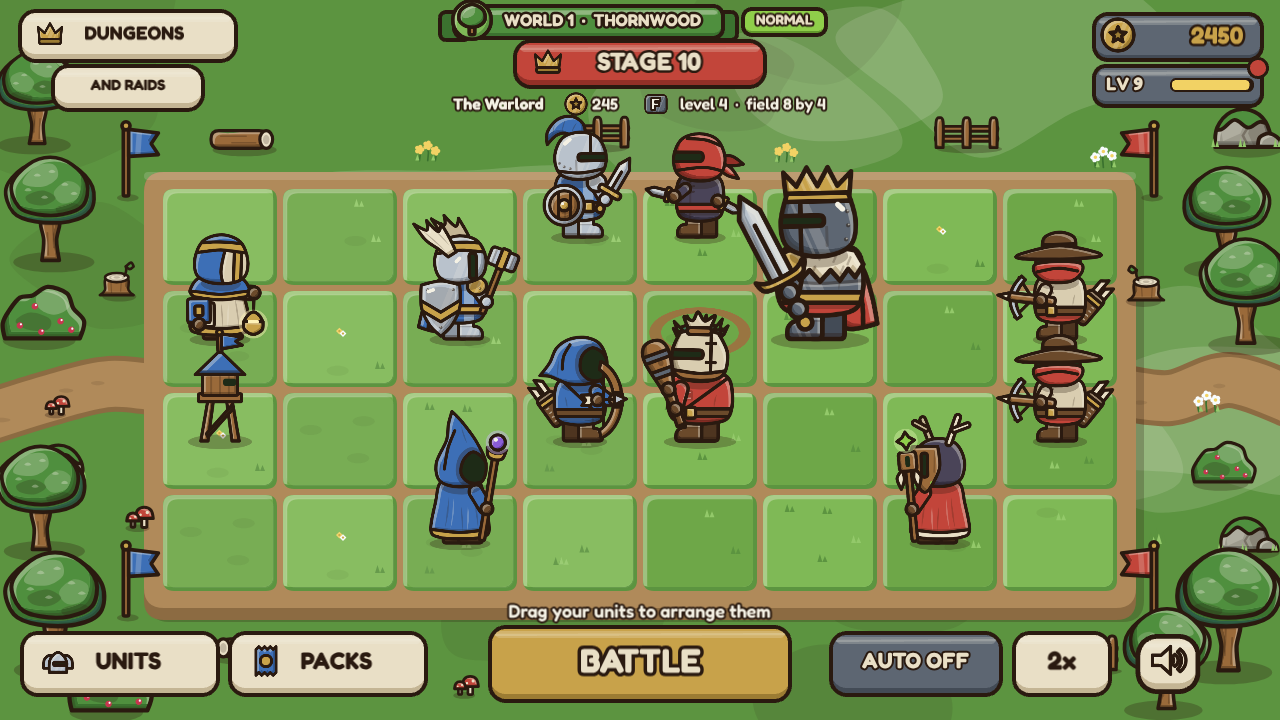 DUNGEONS
AND RAIDS
WORLD 1 • THORNWOOD
NORMAL
STAGE 10
The Warlord 245 F level 4 • field 8 by 4
2450
LV 9
Drag your units to arrange them
UNITS
PACKS
BATTLE
AUTO OFF
2x